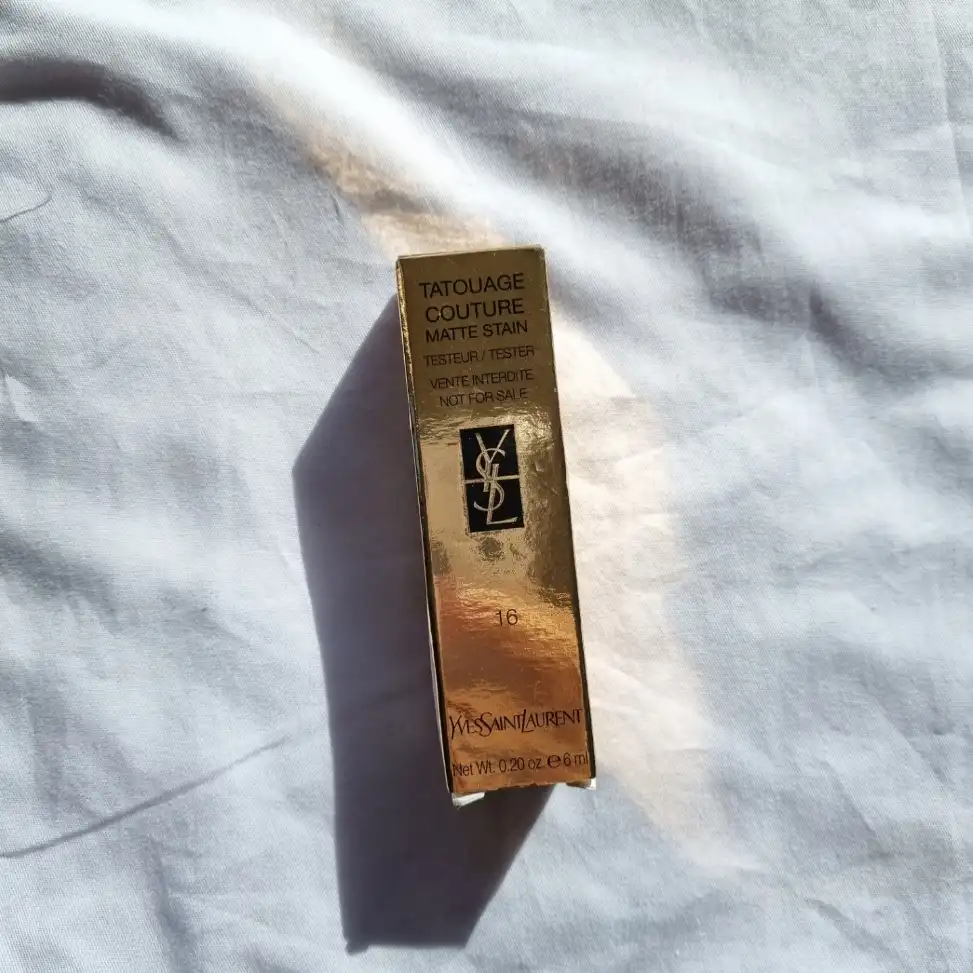 TATOUAGE
COUTURE
MATTE STAIN
TESTEUR / TESTER
VENTE INTERDITE
NOT FOR SALE
YSL
16
YVESSAINTLAURENT
Net Wt. 0.20 oz. ℮ 6 ml